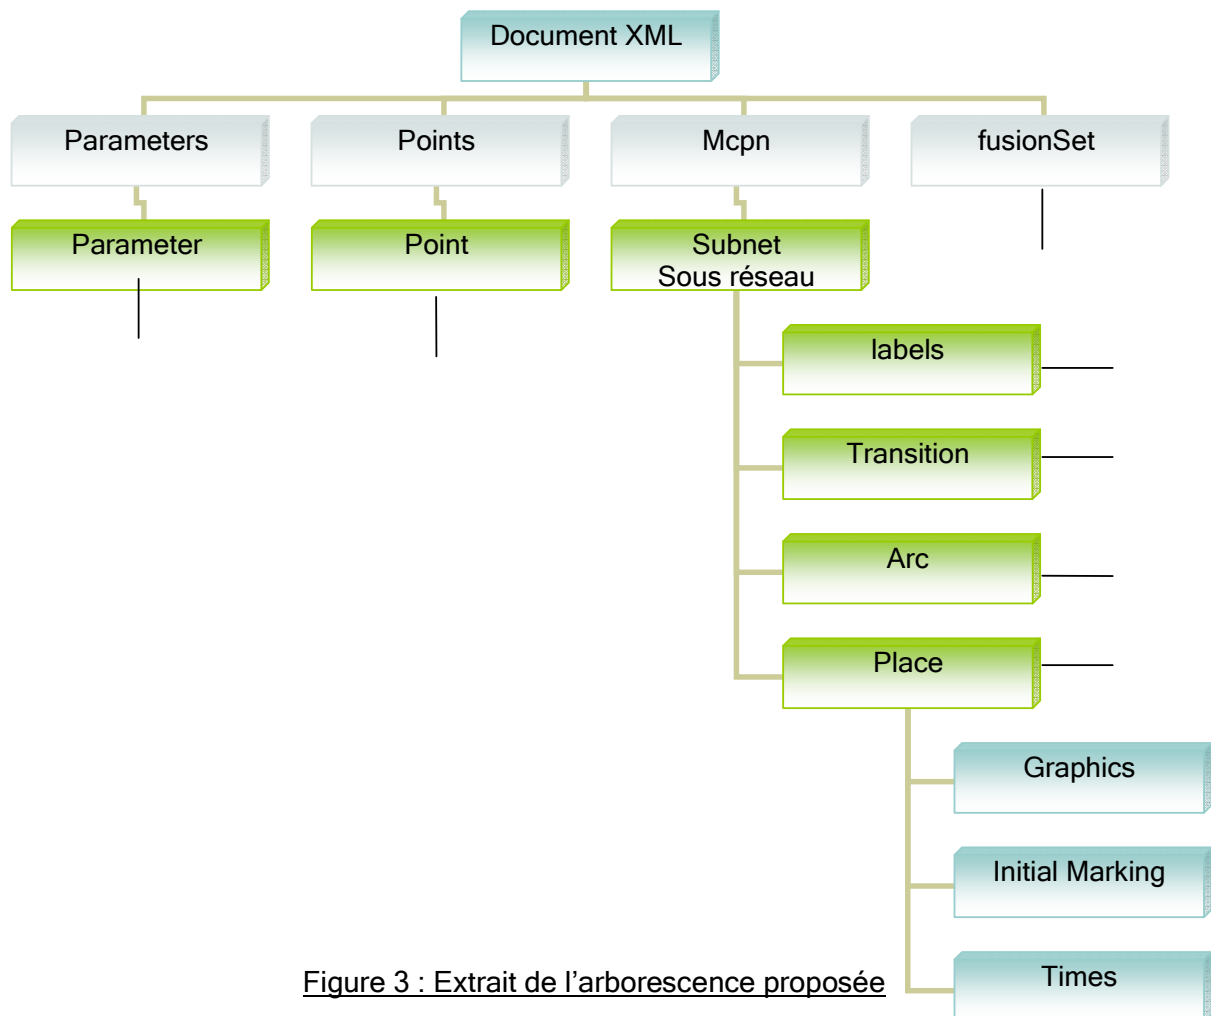 Document XML
Parameters
Points
Mcpn
fusionSet
Parameter
Point
Subnet
Sous réseau
labels
Transition
Arc
Place
Graphics
Initial Marking
Times
Figure 3 : Extrait de l'arborescence proposée